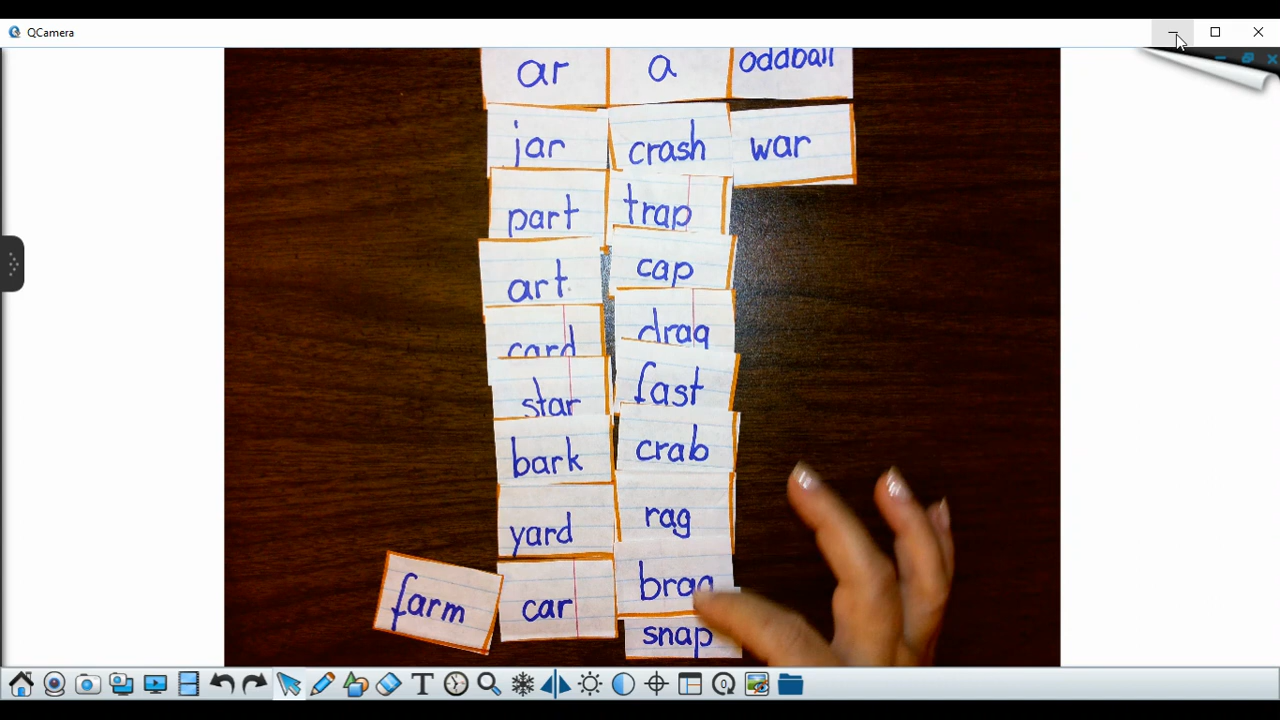 QCamera
ar a oddball
jar crash war
part trap
art cap
card drag
star fast
bark crab
yard rag
farm car brag
snap